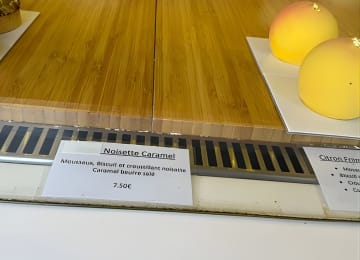 Noisette Caramel
Mousseux, Biscuit et croustillant noisette
Caramel beurre salé
7.50€
Citron